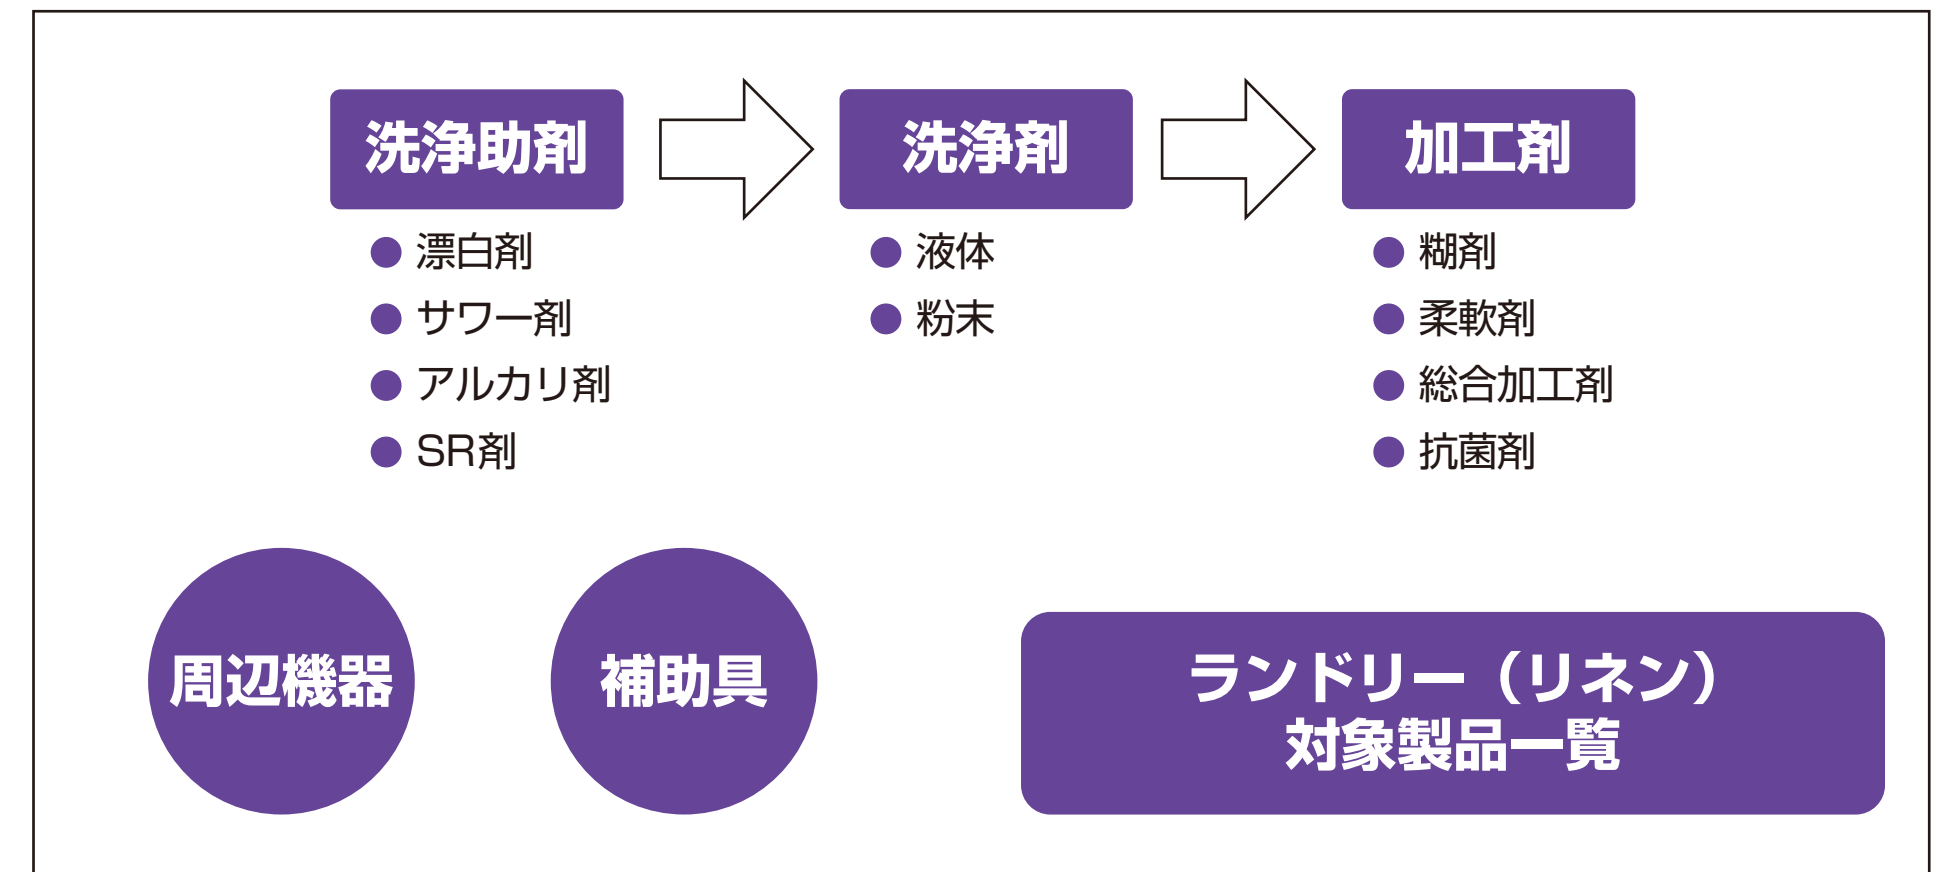 洗浄助剤
洗浄剤
加工剤
● 漂白剤
● サワー剤
● アルカリ剤
● SR剤
● 液体
● 粉末
● 糊剤
● 柔軟剤
● 総合加工剤
● 抗菌剤
周辺機器
補助具
ランドリー（リネン）
対象製品一覧